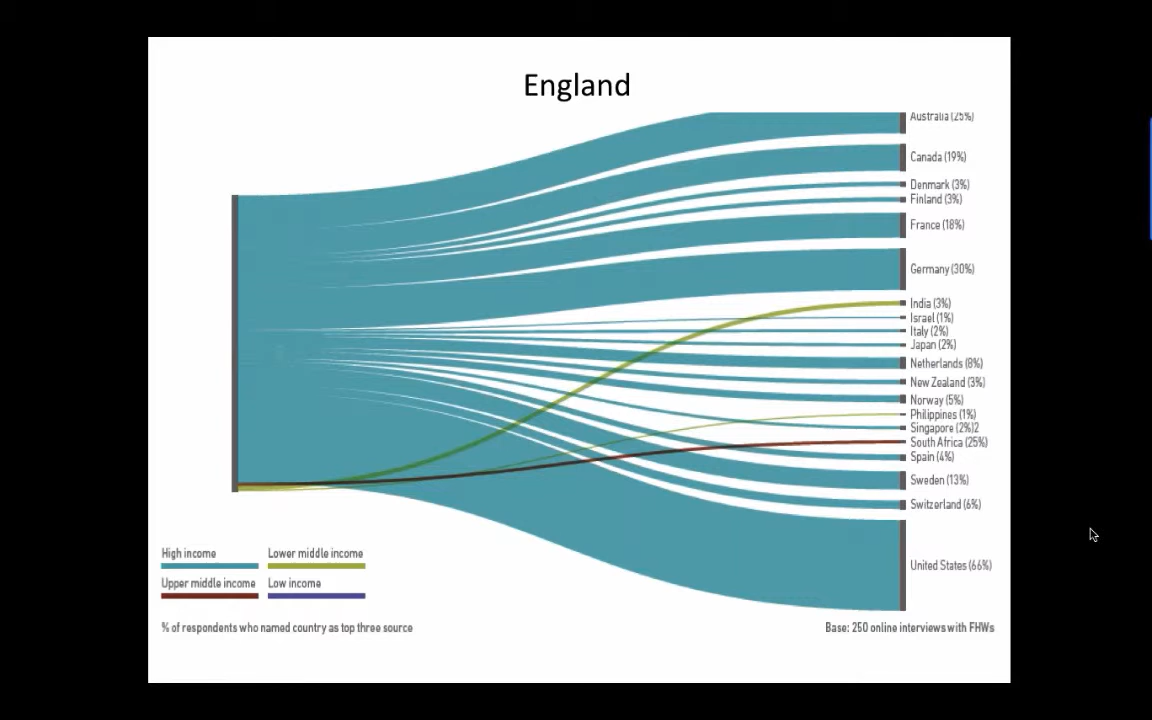 England
Australia (25%)
Canada (19%)
Denmark (3%)
Finland (3%)
France (18%)
Germany (30%)
India (3%)
Israel (1%)
Italy (2%)
Japan (2%)
Netherlands (8%)
New Zealand (3%)
Norway (5%)
Philippines (1%)
Singapore (2%)2
South Africa (25%)
Spain (4%)
Sweden (13%)
Switzerland (6%)
United States (66%)
High income
Lower middle income
Upper middle income
Low income
% of respondents who named country as top three source
Base: 250 online interviews with FHWs